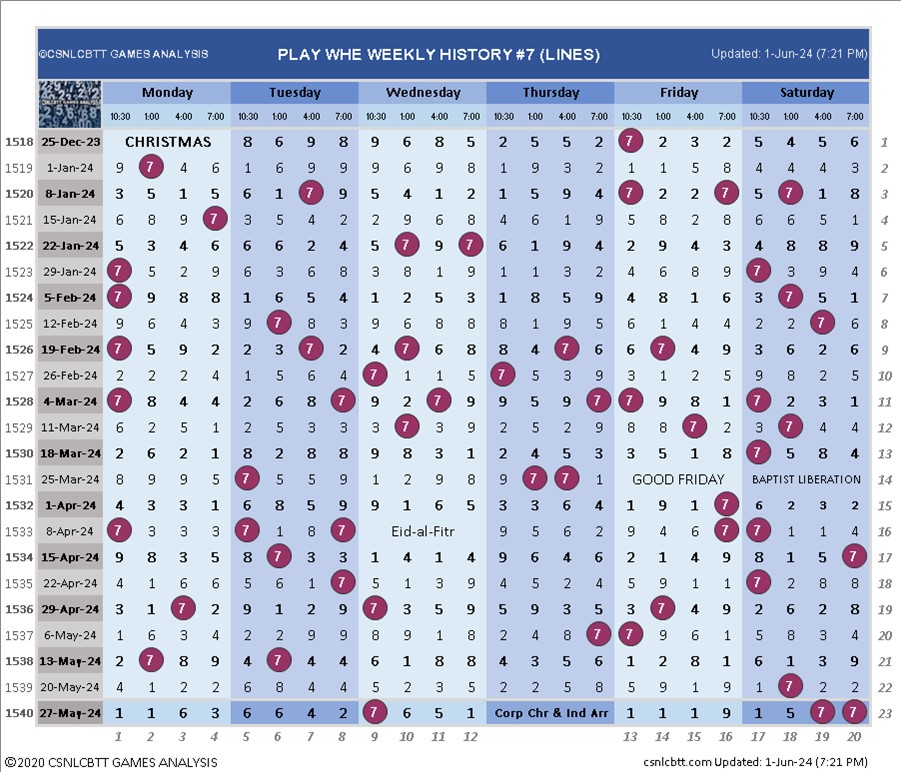 ©CSNLCBTT GAMES ANALYSIS PLAY WHE WEEKLY HISTORY #7 (LINES) Updated: 1-Jun-24 (7:21 PM)
Monday Tuesday Wednesday Thursday Friday Saturday
10:30 1:00 4:00 7:00 10:30 1:00 4:00 7:00 10:30 1:00 4:00 7:00 10:30 1:00 4:00 7:00 10:30 1:00 4:00 7:00 10:30 1:00 4:00 7:00
1518 25-Dec-23 CHRISTMAS 8 6 9 8 9 6 8 5 2 5 5 2 7 2 3 2 5 4 5 6 1
1519 1-Jan-24 9 7 4 6 1 6 9 9 9 6 9 8 1 9 3 2 1 1 5 8 4 4 4 3 2
1520 8-Jan-24 3 5 1 5 6 1 7 9 5 4 1 2 1 5 9 4 7 2 6 7 5 7 1 8 3
1521 15-Jan-24 6 8 9 7 3 5 4 2 2 9 6 8 4 6 1 9 5 8 2 8 6 6 5 1 4
1522 22-Jan-24 5 3 4 6 6 6 2 4 5 7 9 7 6 1 9 4 2 9 4 3 4 8 8 9 5
1523 29-Jan-24 7 5 2 9 6 3 6 8 3 8 1 9 1 1 3 2 4 6 8 9 7 3 9 4 6
1524 5-Feb-24 7 9 8 8 1 6 5 4 1 2 5 3 1 8 5 9 4 8 1 6 3 7 5 1 7
1525 12-Feb-24 9 6 4 3 9 7 8 3 9 6 8 8 8 1 9 5 6 1 4 4 2 2 7 6 8
1526 19-Feb-24 7 5 9 2 2 3 7 2 4 7 6 8 8 4 7 6 6 7 4 9 3 6 2 6 9
1527 26-Feb-24 2 2 2 4 1 5 6 4 7 1 1 5 7 5 3 9 3 1 2 5 9 8 2 5 10
1528 4-Mar-24 7 8 4 4 2 6 8 7 9 2 7 9 9 5 9 7 7 9 8 1 7 2 3 1 11
1529 11-Mar-24 6 2 5 1 2 5 3 3 3 7 3 9 2 5 6 2 8 8 7 2 3 7 4 4 12
1530 18-Mar-24 2 6 2 1 8 2 8 8 9 8 3 1 2 4 5 3 3 5 1 8 7 5 8 4 13
1531 25-Mar-24 8 9 9 5 7 5 5 9 1 2 9 8 5 7 7 1 GOOD FRIDAY BAPTIST LIBERATION 14
1532 1-Apr-24 4 3 3 1 6 8 5 9 9 1 6 5 3 3 6 4 1 9 1 7 6 2 3 2 15
1533 8-Apr-24 7 3 3 3 7 1 8 7 Eid-al-Fitr 9 5 6 2 9 4 6 7 7 1 1 4 16
1534 15-Apr-24 9 8 3 5 8 7 3 3 1 4 1 4 9 6 4 6 2 1 4 9 8 1 5 7 17
1535 22-Apr-24 4 1 6 6 5 6 1 7 5 1 3 9 4 5 2 4 5 9 1 1 7 2 8 8 18
1536 29-Apr-24 3 1 7 2 9 1 2 9 7 3 5 9 5 9 3 5 3 7 4 9 2 6 2 8 19
1537 6-May-24 1 6 3 4 2 2 9 9 8 9 1 8 2 4 8 7 7 9 6 1 5 8 3 4 20
1538 13-May-24 2 7 8 9 4 7 4 4 6 1 8 8 4 3 5 6 1 2 8 1 6 1 3 9 21
1539 20-May-24 4 1 2 2 6 8 4 4 5 2 3 5 2 2 5 8 5 9 1 9 1 7 2 2 22
1540 27-May-24 1 1 6 3 6 6 4 2 7 6 5 1 Corp Chr & Ind Arr 1 1 1 9 1 5 7 7 23
1 2 3 4 5 6 7 8 9 10 11 12 13 14 15 16 17 18 19 20
©2020 CSNLCBTT GAMES ANALYSIS csnlcbtt.com Updated: 1-Jun-24 (7:21 PM)